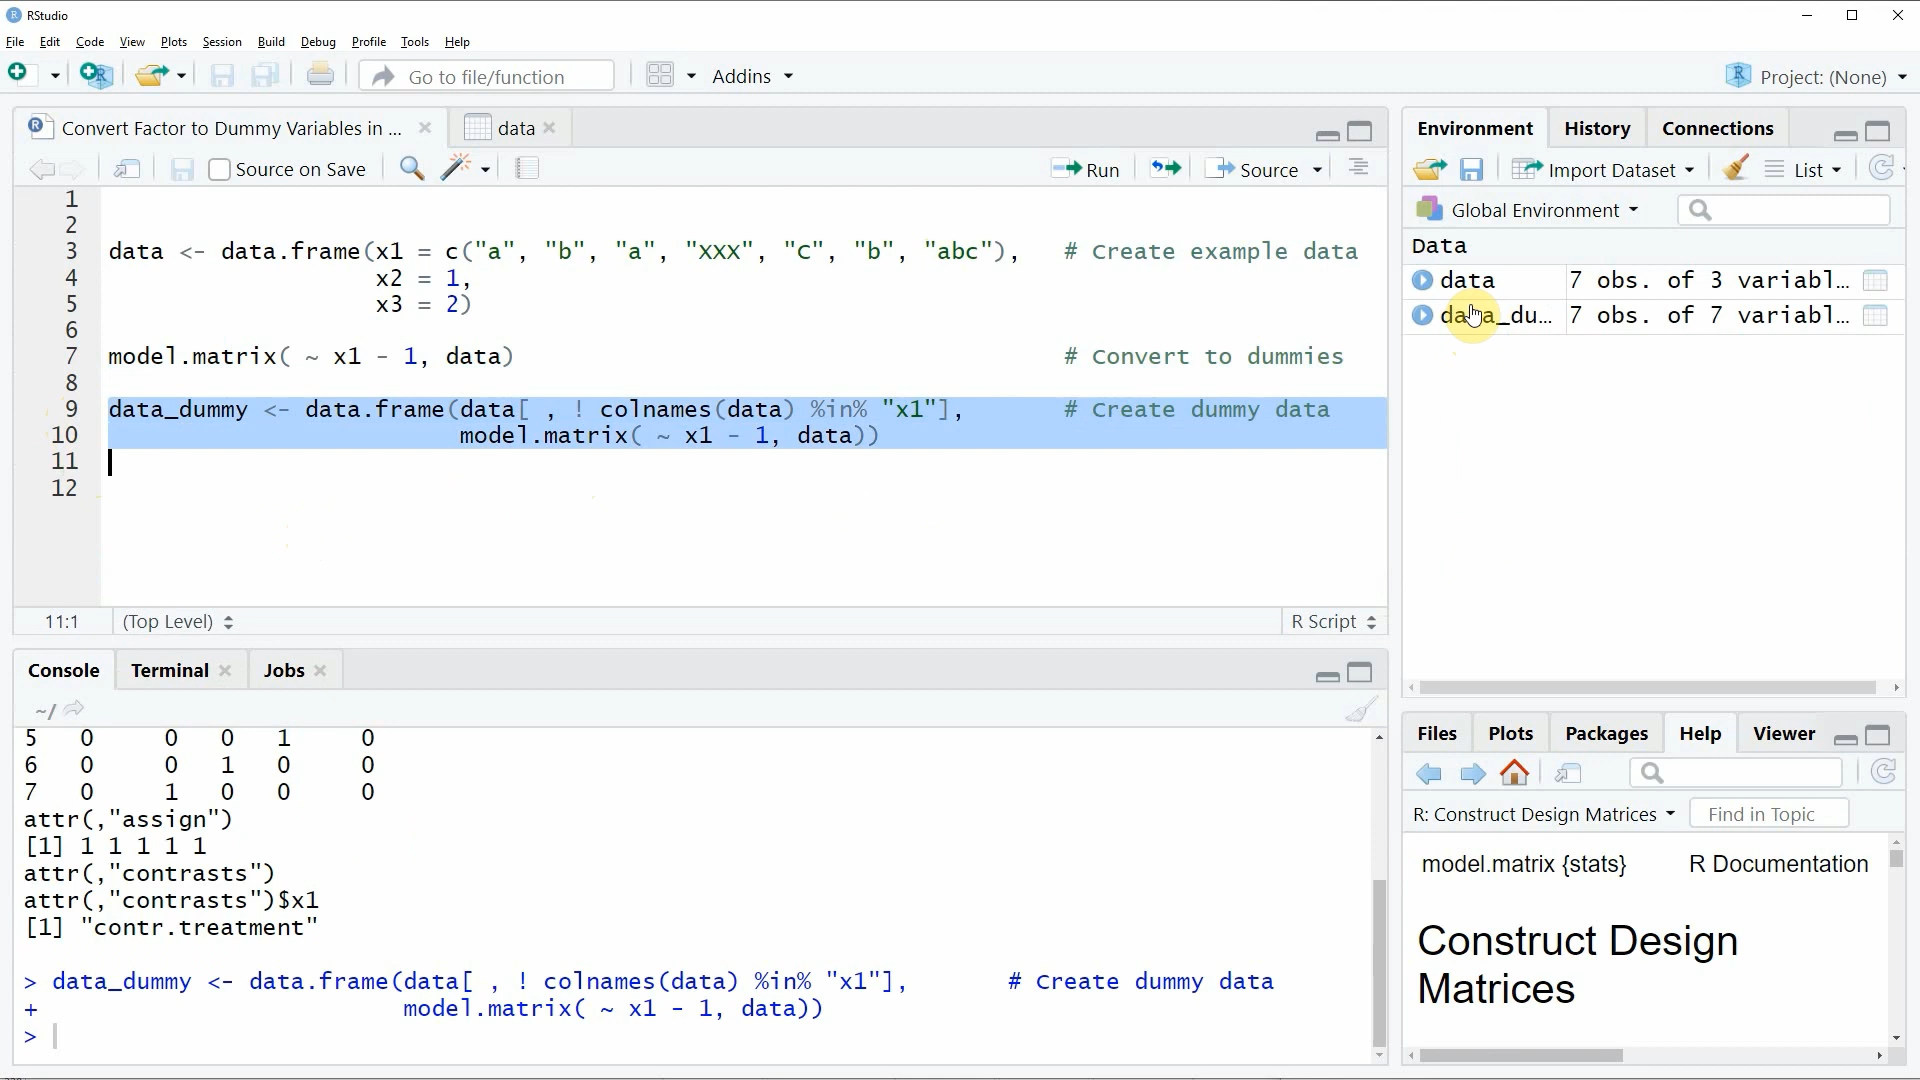 RStudio
File Edit Code View Plots Session Build Debug Profile Tools Help
Go to file/function Addins Project: (None)
Convert Factor to Dummy Variables in ... data
Source on Save Run Source
1
2
3 data <- data.frame(x1 = c("a", "b", "a", "XXX", "C", "b", "abc"), # Create example data
4 x2 = 1,
5 x3 = 2)
6
7 model.matrix( ~ x1 - 1, data) # Convert to dummies
8
9 data_dummy <- data.frame(data[ , ! colnames(data) %in% "x1"], # Create dummy data
10 model.matrix( ~ x1 - 1, data))
11
12
11:1 (Top Level) R Script
Console Terminal Jobs
~/
5 0 0 0 1 0
6 0 0 1 0 0
7 0 1 0 0 0
attr(,"assign")
[1] 1 1 1 1 1
attr(,"contrasts")
attr(,"contrasts")$x1
[1] "contr.treatment"
> data_dummy <- data.frame(data[ , ! colnames(data) %in% "x1"], # Create dummy data
+ model.matrix( ~ x1 - 1, data))
>
Environment History Connections
Import Dataset List
Global Environment
Data
data 7 obs. of 3 variabl...
data_du... 7 obs. of 7 variabl...
Files Plots Packages Help Viewer
R: Construct Design Matrices Find in Topic
model.matrix {stats} R Documentation
Construct Design
Matrices